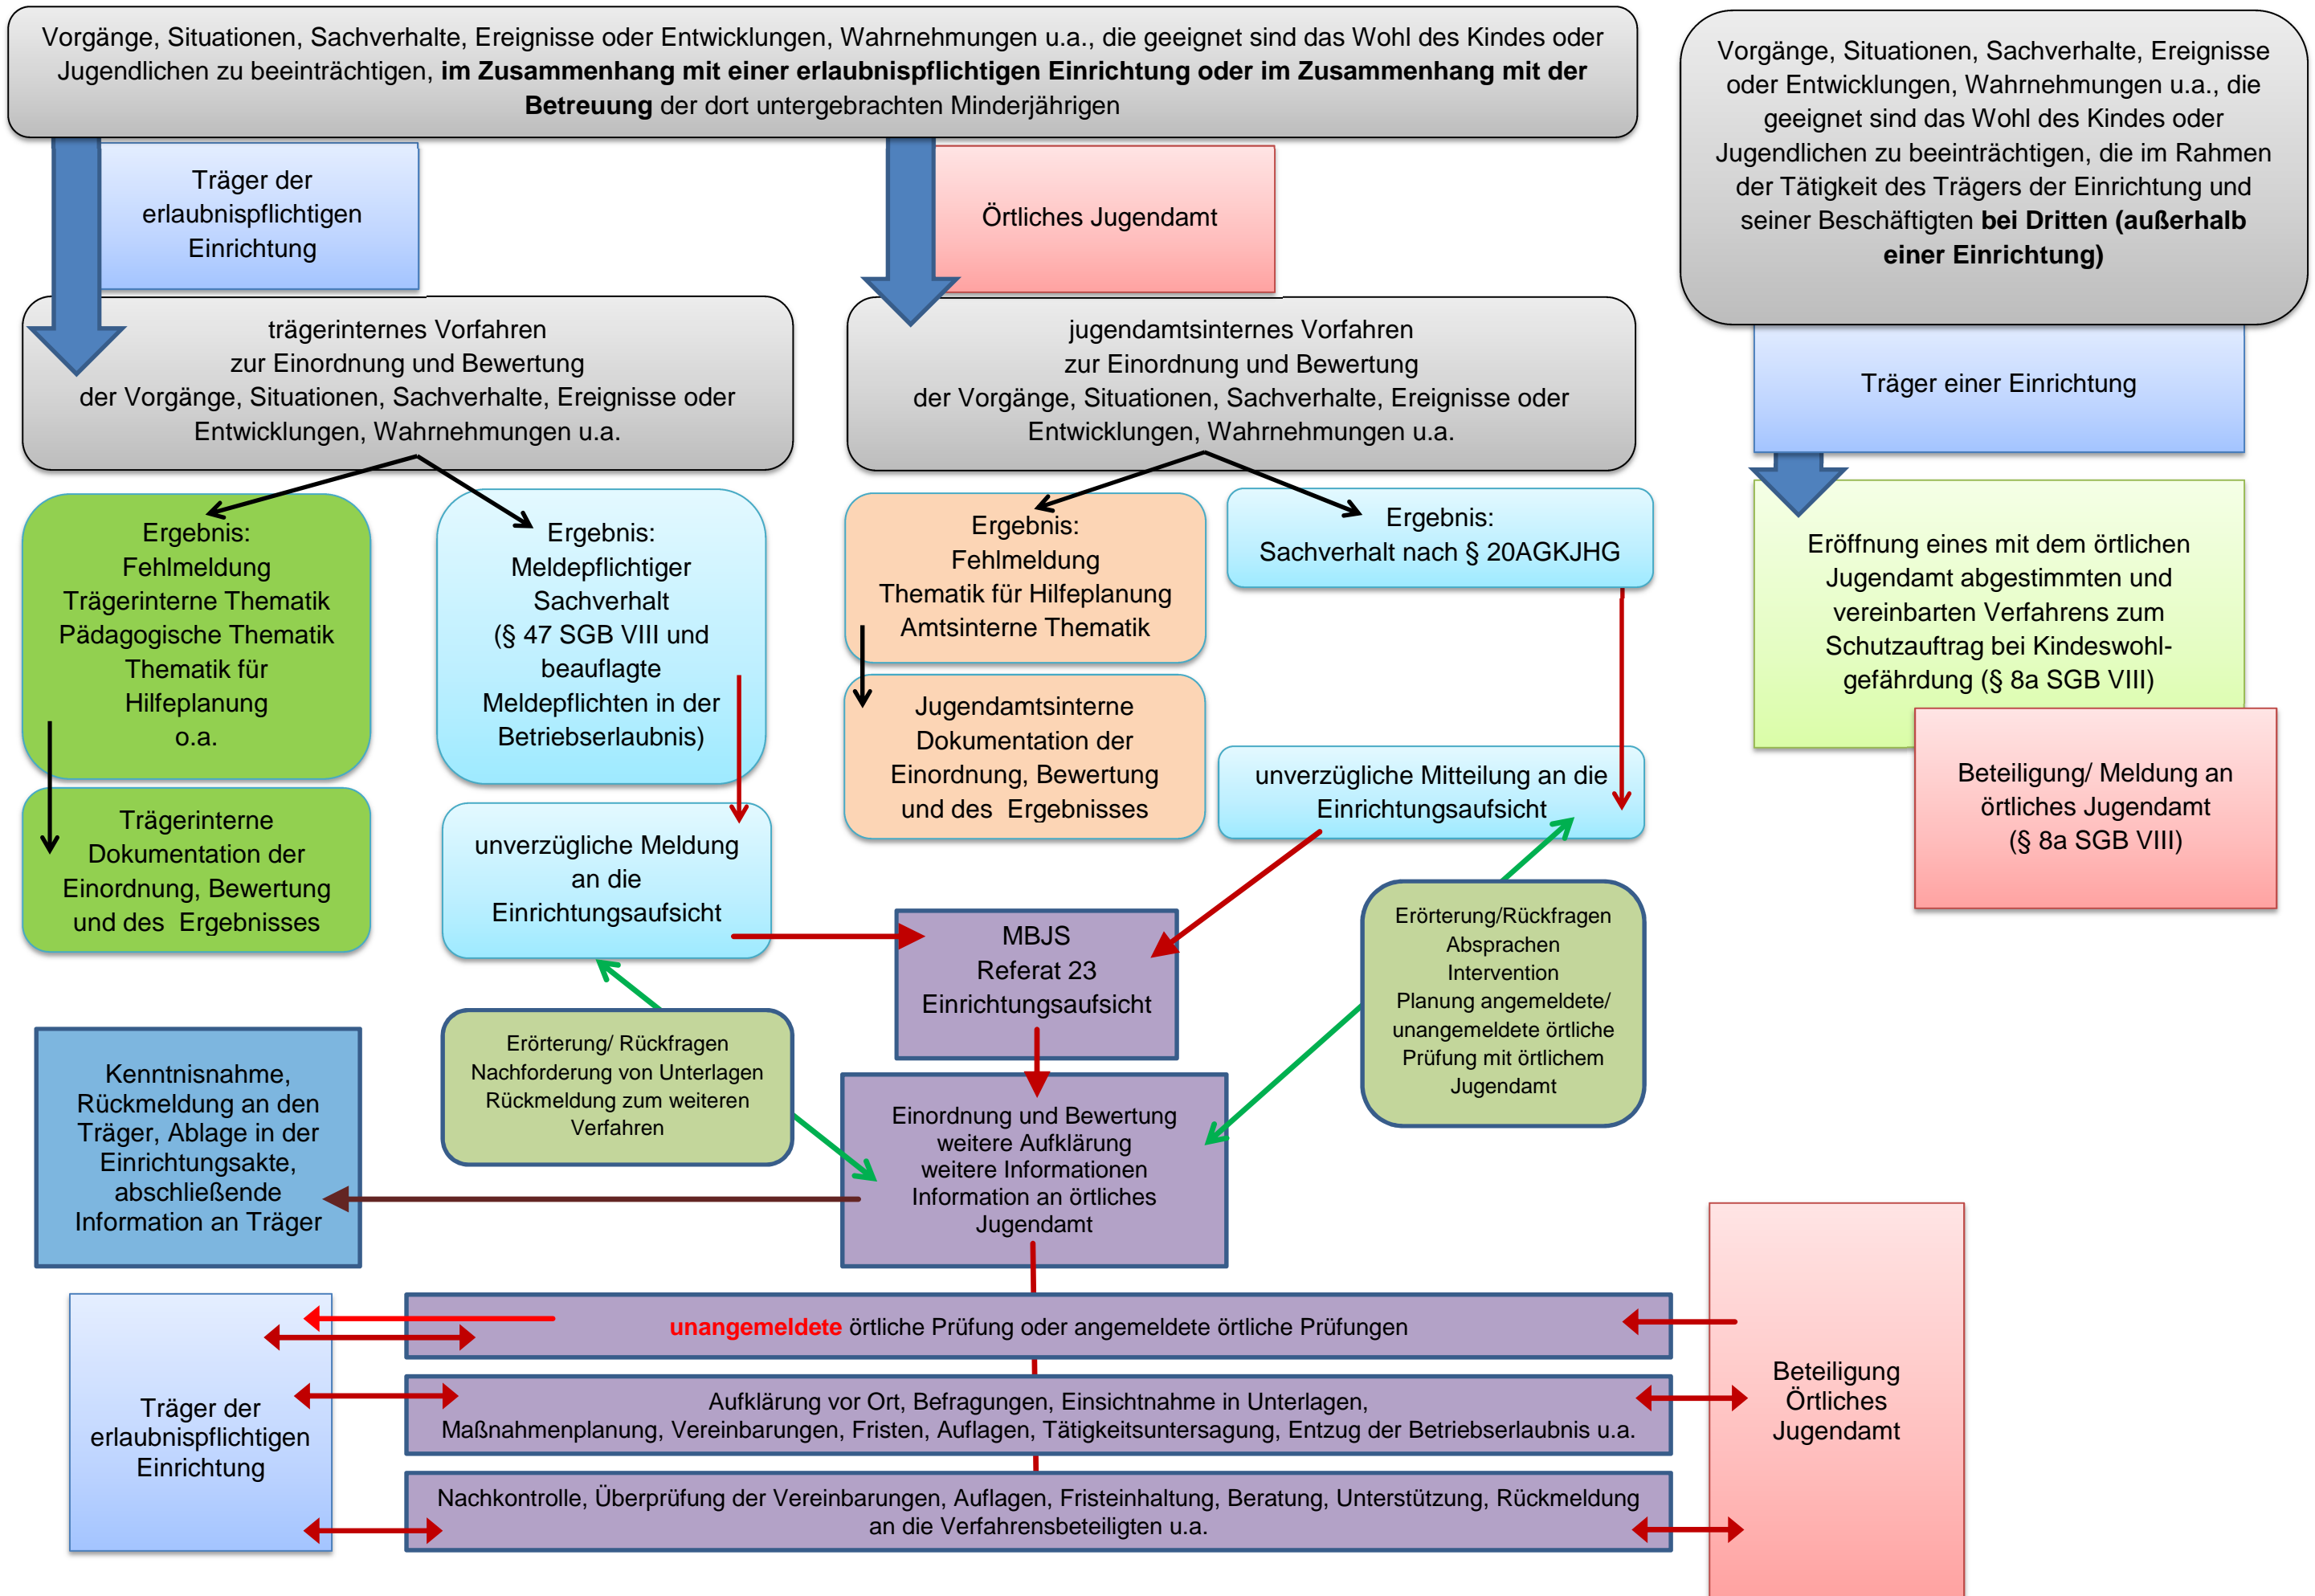 Vorgänge, Situationen, Sachverhalte, Ereignisse oder Entwicklungen, Wahrnehmungen u.a., die geeignet sind das Wohl des Kindes oder
Jugendlichen zu beeinträchtigen, im Zusammenhang mit einer erlaubnispflichtigen Einrichtung oder im Zusammenhang mit der
Betreuung der dort untergebrachten Minderjährigen
Vorgänge, Situationen, Sachverhalte, Ereignisse
oder Entwicklungen, Wahrnehmungen u.a., die
geeignet sind das Wohl des Kindes oder
Jugendlichen zu beeinträchtigen, die im Rahmen
der Tätigkeit des Trägers der Einrichtung und
seiner Beschäftigten bei Dritten (außerhalb
einer Einrichtung)
Träger der
erlaubnispflichtigen
Einrichtung
Örtliches Jugendamt
trägerinternes Vorfahren
zur Einordnung und Bewertung
der Vorgänge, Situationen, Sachverhalte, Ereignisse oder
Entwicklungen, Wahrnehmungen u.a.
jugendamtsinternes Vorfahren
zur Einordnung und Bewertung
der Vorgänge, Situationen, Sachverhalte, Ereignisse oder
Entwicklungen, Wahrnehmungen u.a.
Träger einer Einrichtung
Ergebnis:
Fehlmeldung
Trägerinterne Thematik
Pädagogische Thematik
Thematik für
Hilfeplanung
o.a.
Ergebnis:
Meldepflichtiger
Sachverhalt
(§ 47 SGB VIII und
beauflagte
Meldepflichten in der
Betriebserlaubnis)
Ergebnis:
Fehlmeldung
Thematik für Hilfeplanung
Amtsinterne Thematik
Ergebnis:
Sachverhalt nach § 20AGKJHG
Eröffnung eines mit dem örtlichen
Jugendamt abgestimmten und
vereinbarten Verfahrens zum
Schutzauftrag bei Kindeswohl-
gefährdung (§ 8a SGB VIII)
Trägerinterne
Dokumentation der
Einordnung, Bewertung
und des Ergebnisses
unverzügliche Meldung
an die
Einrichtungsaufsicht
Jugendamtsinterne
Dokumentation der
Einordnung, Bewertung
und des Ergebnisses
unverzügliche Mitteilung an die
Einrichtungsaufsicht
Beteiligung/ Meldung an
örtliches Jugendamt
(§ 8a SGB VIII)
MBJS
Referat 23
Einrichtungsaufsicht
Erörterung/Rückfragen
Absprachen
Intervention
Planung angemeldete/
unangemeldete örtliche
Prüfung mit örtlichem
Jugendamt
Erörterung/ Rückfragen
Nachforderung von Unterlagen
Rückmeldung zum weiteren
Verfahren
Kenntnisnahme,
Rückmeldung an den
Träger, Ablage in der
Einrichtungsakte,
abschließende
Information an Träger
Einordnung und Bewertung
weitere Aufklärung
weitere Informationen
Information an örtliches
Jugendamt
Träger der
erlaubnispflichtigen
Einrichtung
unangemeldete örtliche Prüfung oder angemeldete örtliche Prüfungen
Aufklärung vor Ort, Befragungen, Einsichtnahme in Unterlagen,
Maßnahmenplanung, Vereinbarungen, Fristen, Auflagen, Tätigkeitsuntersagung, Entzug der Betriebserlaubnis u.a.
Nachkontrolle, Überprüfung der Vereinbarungen, Auflagen, Fristeinhaltung, Beratung, Unterstützung, Rückmeldung
an die Verfahrensbeteiligten u.a.
Beteiligung
Örtliches
Jugendamt